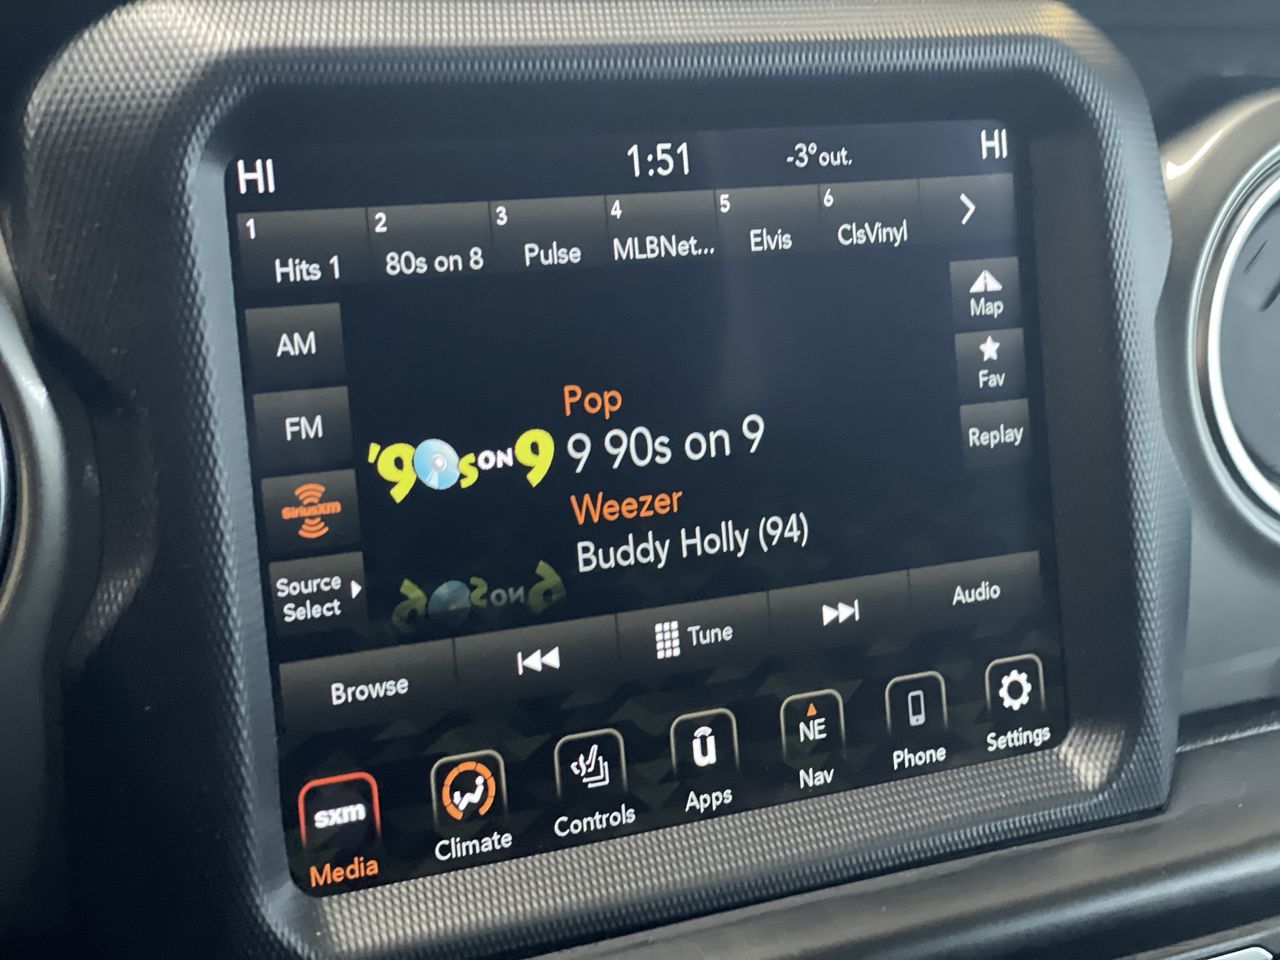 HI 1:51 -3° out. HI
1 Hits 1 2 80s on 8 3 Pulse 4 MLBNet... 5 Elvis 6 ClsVinyl
AM
FM
SiriusXM
Source
Select
Map
Fav
Replay
'90s ON 9
Pop
9 90s on 9
Weezer
Buddy Holly (94)
Browse Tune Audio
sxm
Media
Climate
Controls
Apps
NE
Nav
Phone
Settings